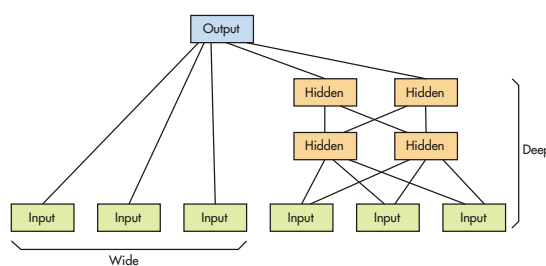 Output
Hidden Hidden
Hidden Hidden
Deep
Input Input Input Input Input Input
Wide